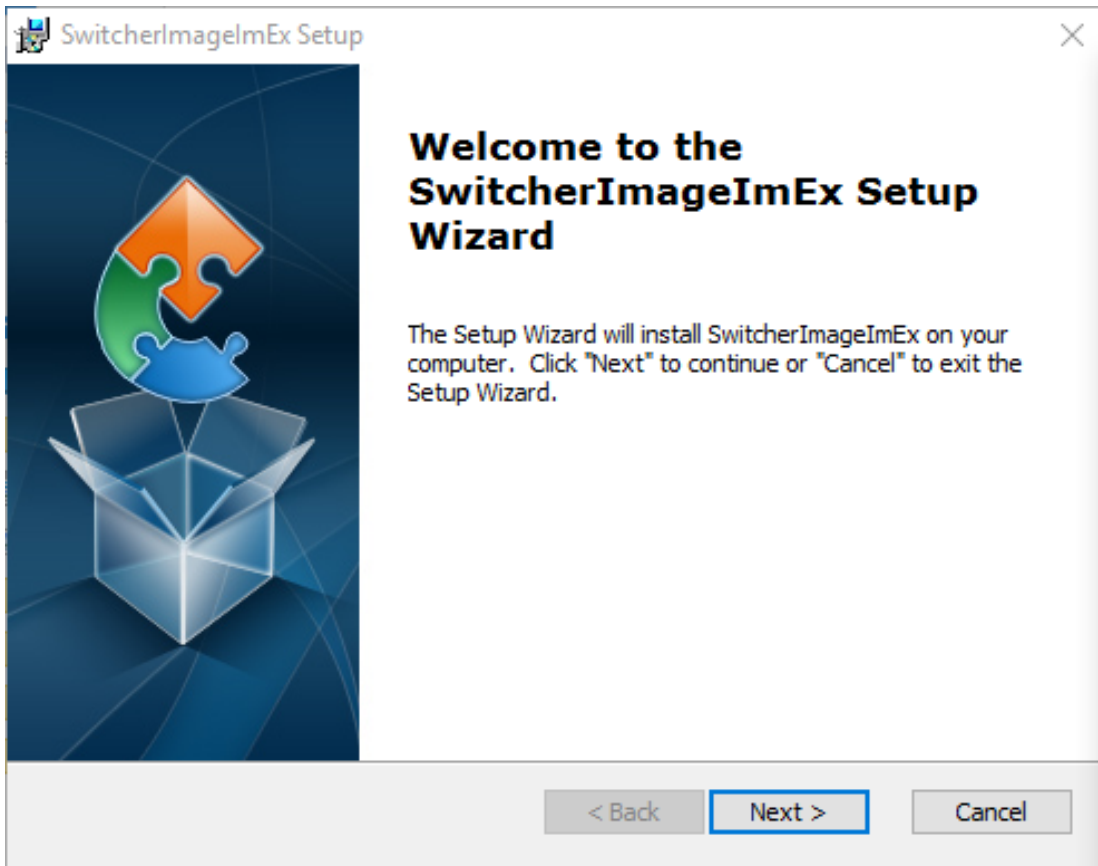 SwitcherImageImEx Setup
Welcome to the
SwitcherImageImEx Setup
Wizard
The Setup Wizard will install SwitcherImageImEx on your
computer.  Click "Next" to continue or "Cancel" to exit the
Setup Wizard.
< Back
Next >
Cancel